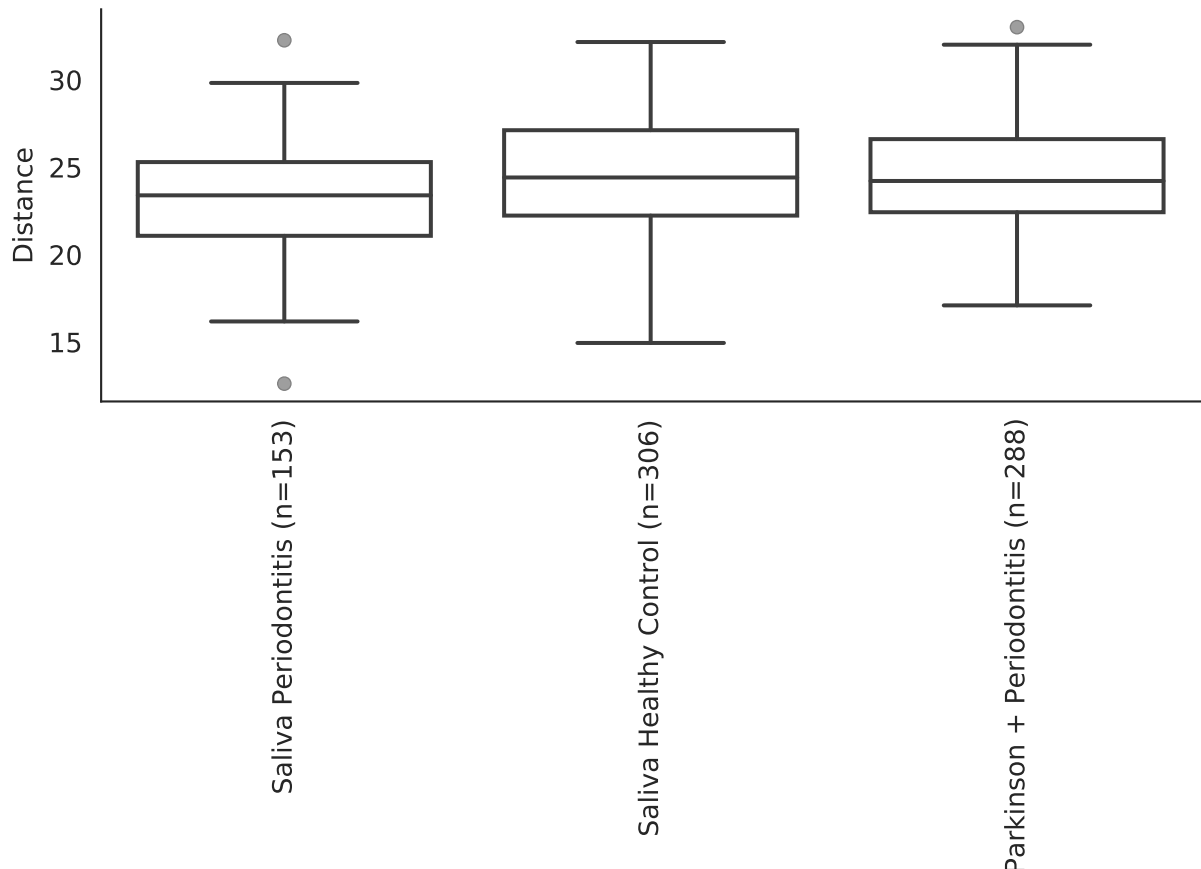 Distance
30
25
20
15
Saliva Periodontitis (n=153)
Saliva Healthy Control (n=306)
Parkinson + Periodontitis (n=288)